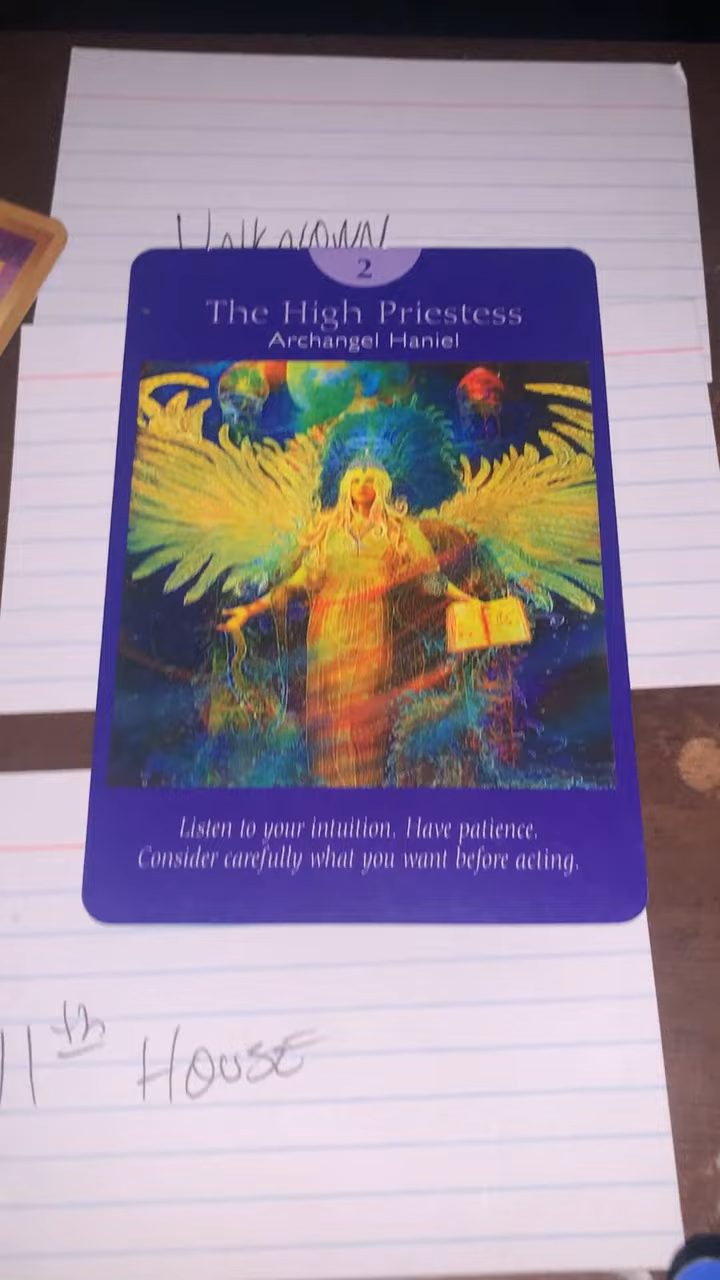 Unknown
2
The High Priestess
Archangel Haniel
Listen to your intuition. Have patience.
Consider carefully what you want before acting.
11th House